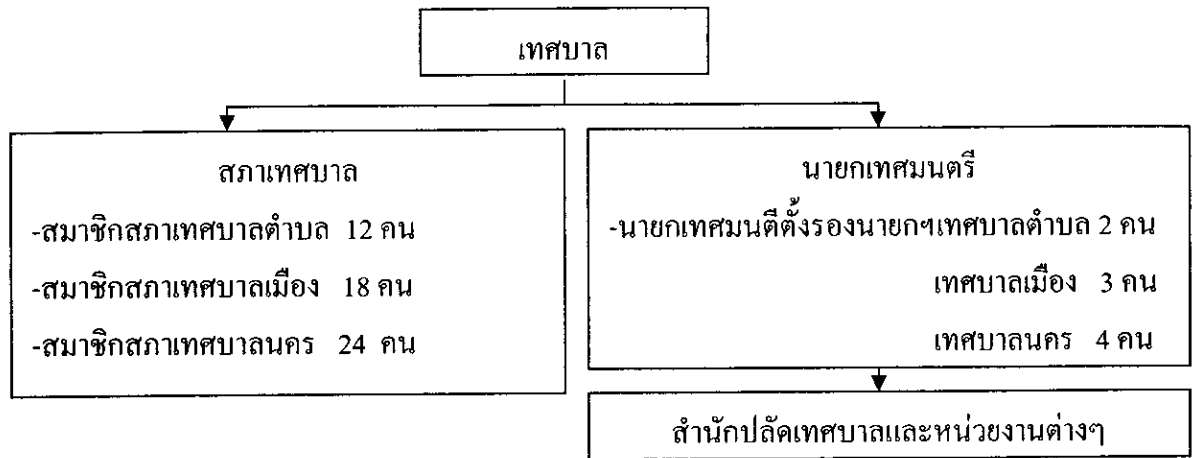 เทศบาล
สภาเทศบาล
-สมาชิกสภาเทศบาลตำบล 12 คน
-สมาชิกสภาเทศบาลเมือง 18 คน
-สมาชิกสภาเทศบาลนคร 24 คน
นายกเทศมนตรี
-นายกเทศมนตีตั้งรองนายกฯเทศบาลตำบล 2 คน
เทศบาลเมือง 3 คน
เทศบาลนคร 4 คน
สำนักปลัดเทศบาลและหน่วยงานต่างๆ